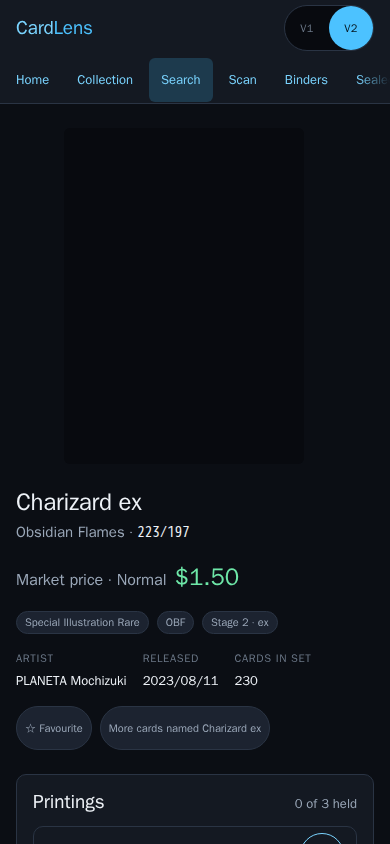 CardLens
V1 V2
Home Collection Search Scan Binders Seale
Charizard ex
Obsidian Flames · 223/197
Market price · Normal $1.50
Special Illustration Rare OBF Stage 2 · ex
ARTIST RELEASED CARDS IN SET
PLANETA Mochizuki 2023/08/11 230
☆ Favourite More cards named Charizard ex
Printings 0 of 3 held